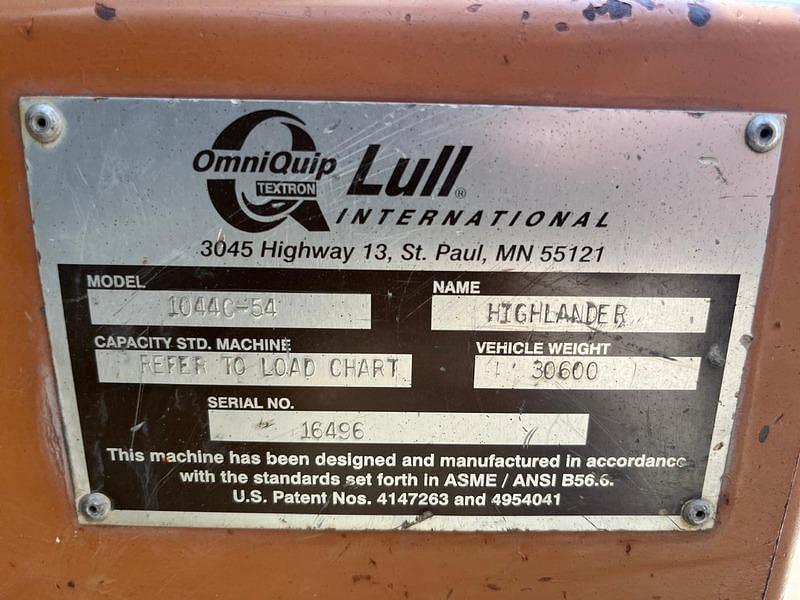 OmniQuip
TEXTRON
Lull®
INTERNATIONAL
3045 Highway 13, St. Paul, MN 55121
MODEL
1044C-54
NAME
HIGHLANDER
CAPACITY STD. MACHINE
REFER TO LOAD CHART
VEHICLE WEIGHT
30600
SERIAL NO.
16496
This machine has been designed and manufactured in accordance
with the standards set forth in ASME / ANSI B56.6.
U.S. Patent Nos. 4147263 and 4954041